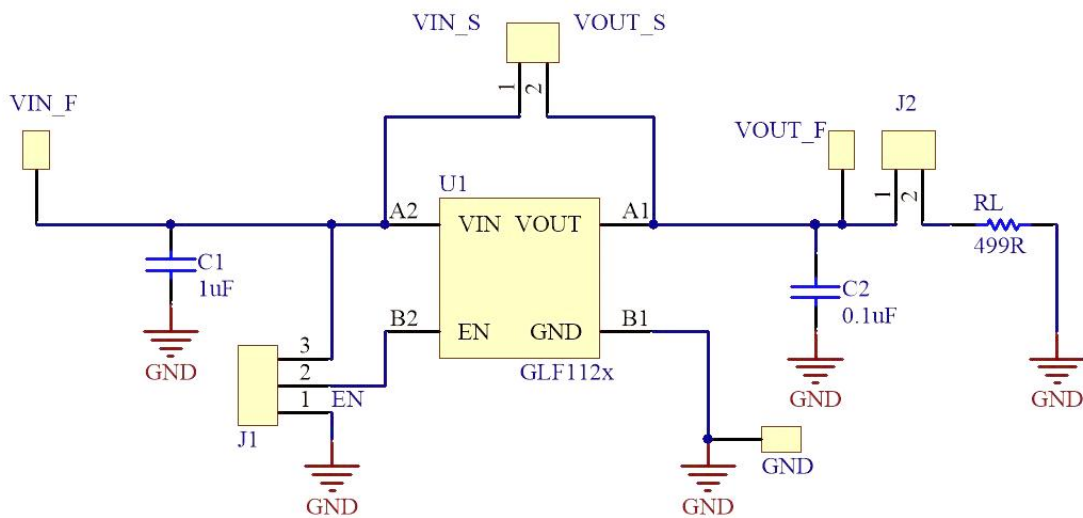 VIN_S
VOUT_S
1
2
VIN_F
VOUT_F
J2
1
2
U1
A2
VIN
VOUT
A1
RL
499R
C1
1uF
C2
0.1uF
B2
EN
GND
B1
GLF112x
GND
3
2
EN
1
J1
GND
GND
GND
GND
GND